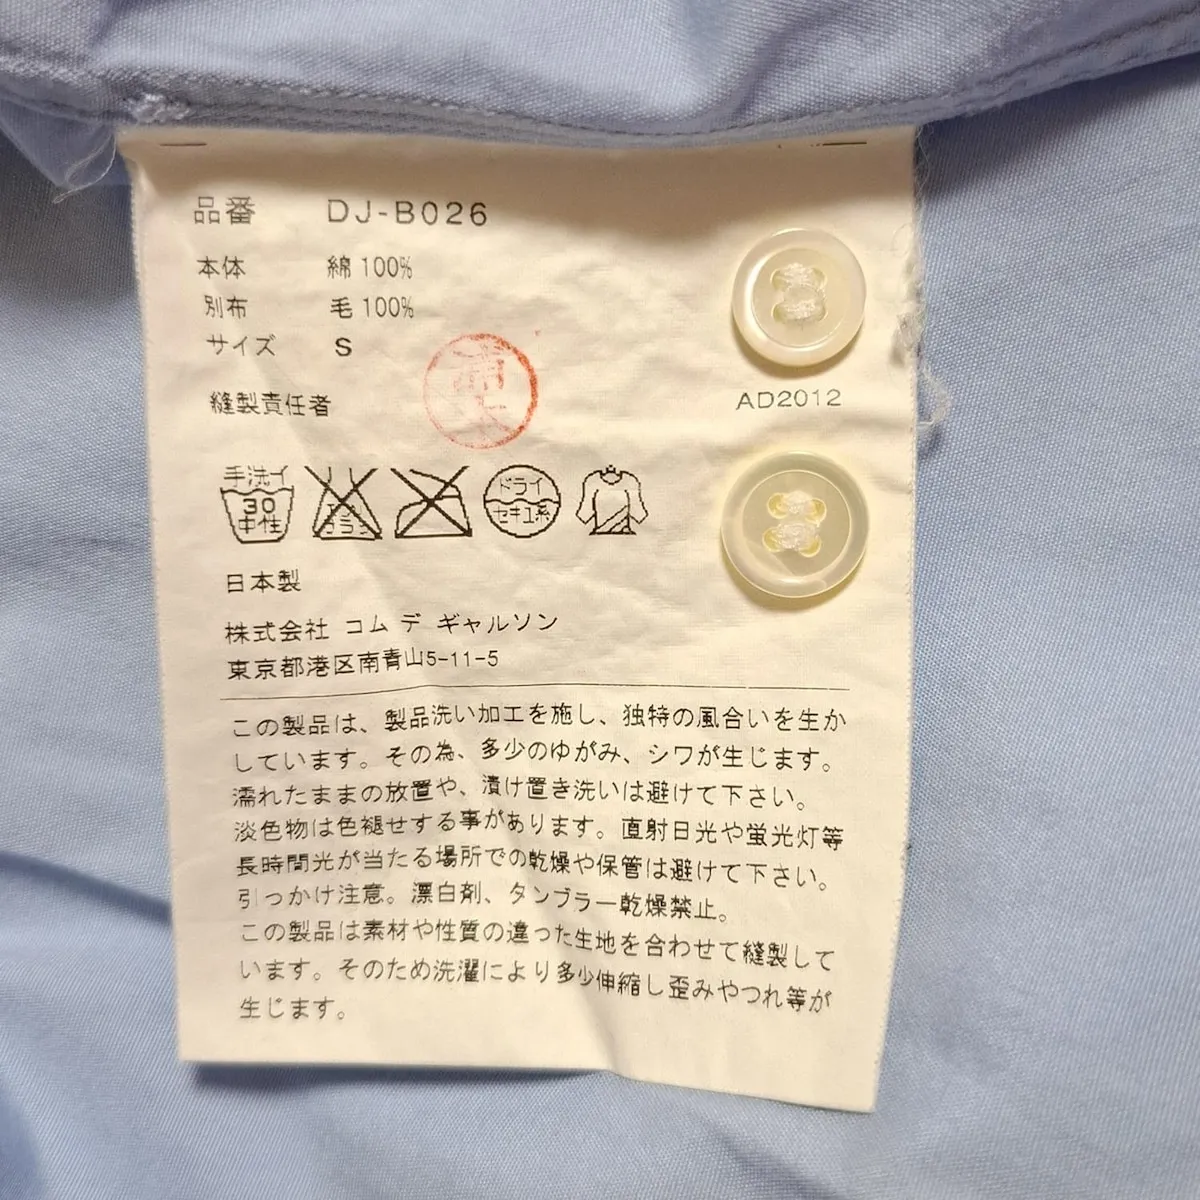 品番 DJ-B026
本体 綿 100%
別布 毛 100%
サイズ S
縫製責任者
AD2012
手洗イ
30
中性
ドライ
セキユ系
日本製
株式会社 コム デ ギャルソン
東京都港区南青山5-11-5
この製品は、製品洗い加工を施し、独特の風合いを生か
しています。その為、多少のゆがみ、シワが生じます。
濡れたままの放置や、漬け置き洗いは避けて下さい。
淡色物は色褪せする事があります。直射日光や蛍光灯等
長時間光が当たる場所での乾燥や保管は避けて下さい。
引っかけ注意。漂白剤、タンブラー乾燥禁止。
この製品は素材や性質の違った生地を合わせて縫製して
います。そのため洗濯により多少伸縮し歪みやつれ等が
生じます。